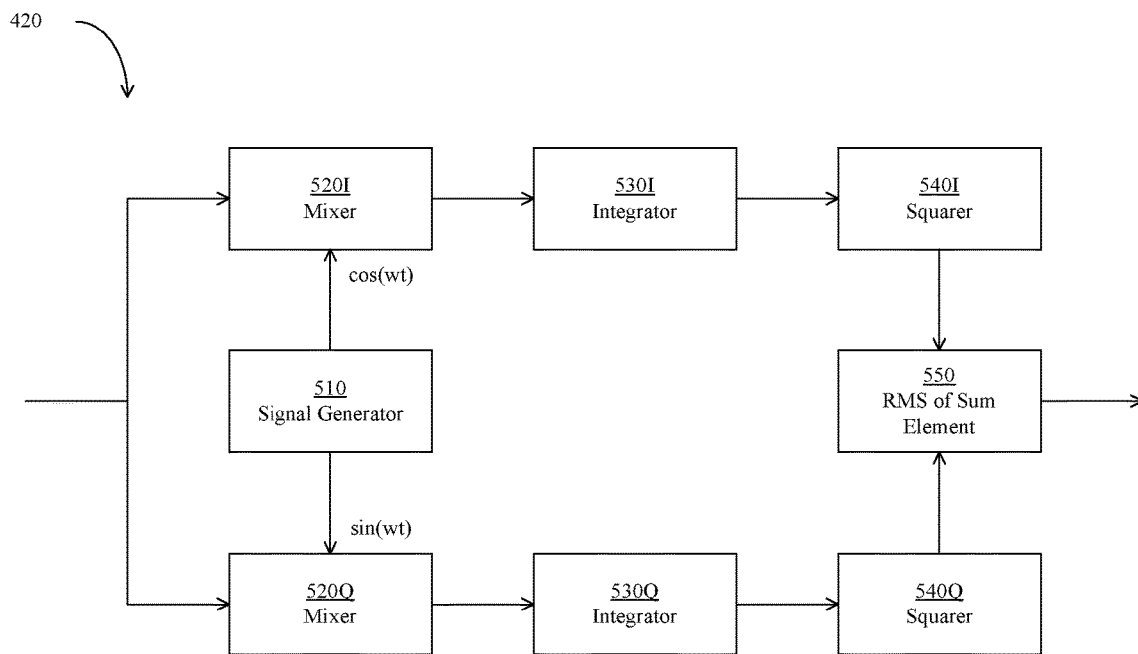 420
520I
Mixer
530I
Integrator
540I
Squarer
cos(wt)
510
Signal Generator
550
RMS of Sum
Element
sin(wt)
520Q
Mixer
530Q
Integrator
540Q
Squarer